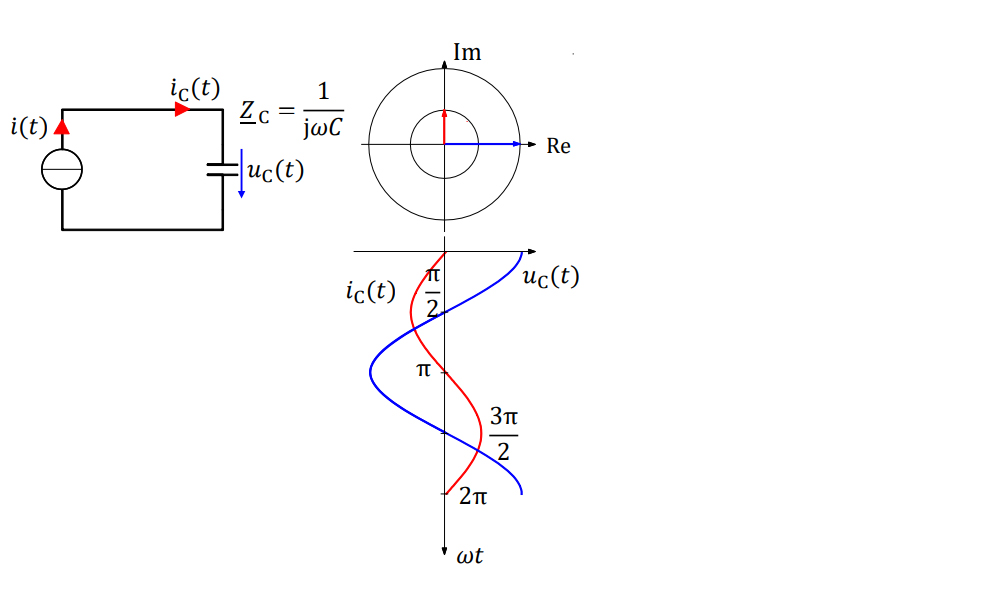 i(t)
i_C(t)
Z_C = 1/(jωC)
u_C(t)
Im
Re
i_C(t)
u_C(t)
π/2
π
3π/2
2π
ωt